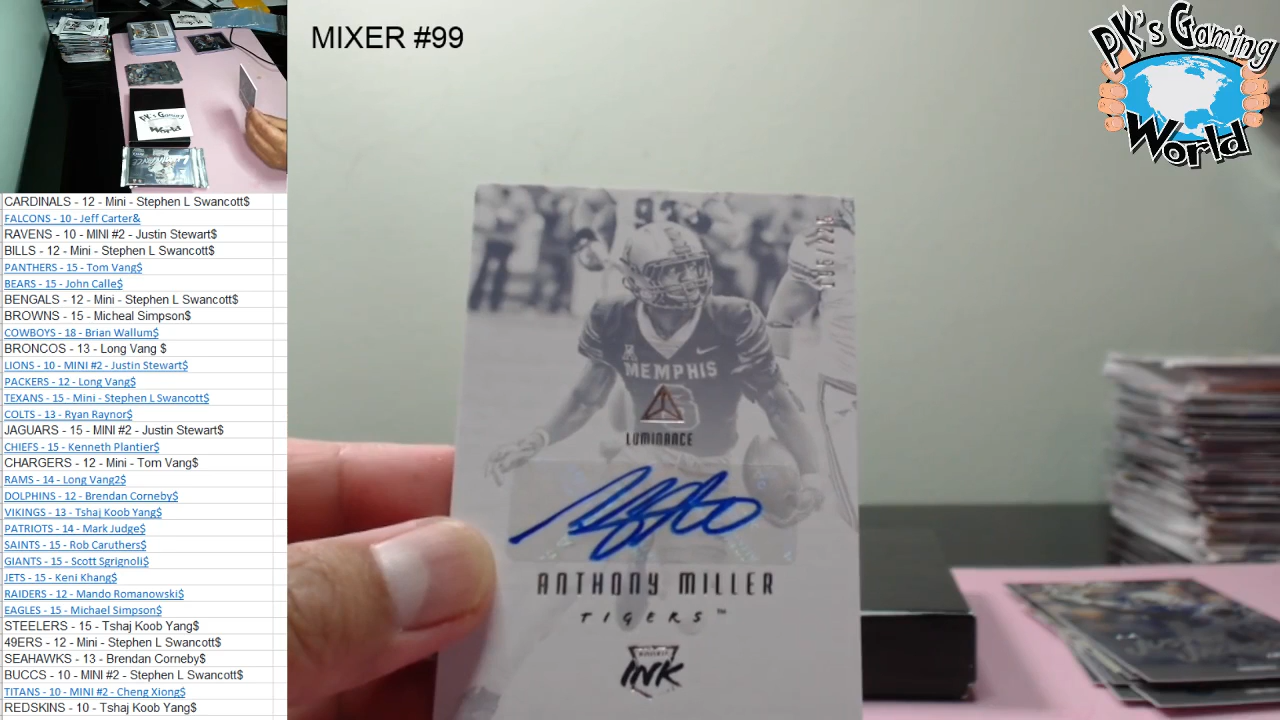 MIXER #99
PK's Gaming
World
PK's Gaming
World
CARDINALS - 12 - Mini - Stephen L Swancott$
FALCONS - 10 - Jeff Carter&
RAVENS - 10 - MINI #2 - Justin Stewart$
BILLS - 12 - Mini - Stephen L Swancott$
PANTHERS - 15 - Tom Vang$
BEARS - 15 - John Calle$
BENGALS - 12 - Mini - Stephen L Swancott$
BROWNS - 15 - Micheal Simpson$
COWBOYS - 18 - Brian Wallum$
BRONCOS - 13 - Long Vang $
LIONS - 10 - MINI #2 - Justin Stewart$
PACKERS - 12 - Long Vang$
TEXANS - 15 - Mini - Stephen L Swancott$
COLTS - 13 - Ryan Raynor$
JAGUARS - 15 - MINI #2 - Justin Stewart$
CHIEFS - 15 - Kenneth Plantier$
CHARGERS - 12 - Mini - Tom Vang$
RAMS - 14 - Long Vang2$
DOLPHINS - 12 - Brendan Corneby$
VIKINGS - 13 - Tshaj Koob Yang$
PATRIOTS - 14 - Mark Judge$
SAINTS - 15 - Rob Caruthers$
GIANTS - 15 - Scott Sgrignoli$
JETS - 15 - Keni Khang$
RAIDERS - 12 - Mando Romanowski$
EAGLES - 15 - Michael Simpson$
STEELERS - 15 - Tshaj Koob Yang$
49ERS - 12 - Mini - Stephen L Swancott$
SEAHAWKS - 13 - Brendan Corneby$
BUCCS - 10 - MINI #2 - Stephen L Swancott$
TITANS - 10 - MINI #2 - Cheng Xiong$
REDSKINS - 10 - Tshaj Koob Yang$
93
MEMPHIS
LUMINANCE
ANTHONY MILLER
TIGERS™
INK